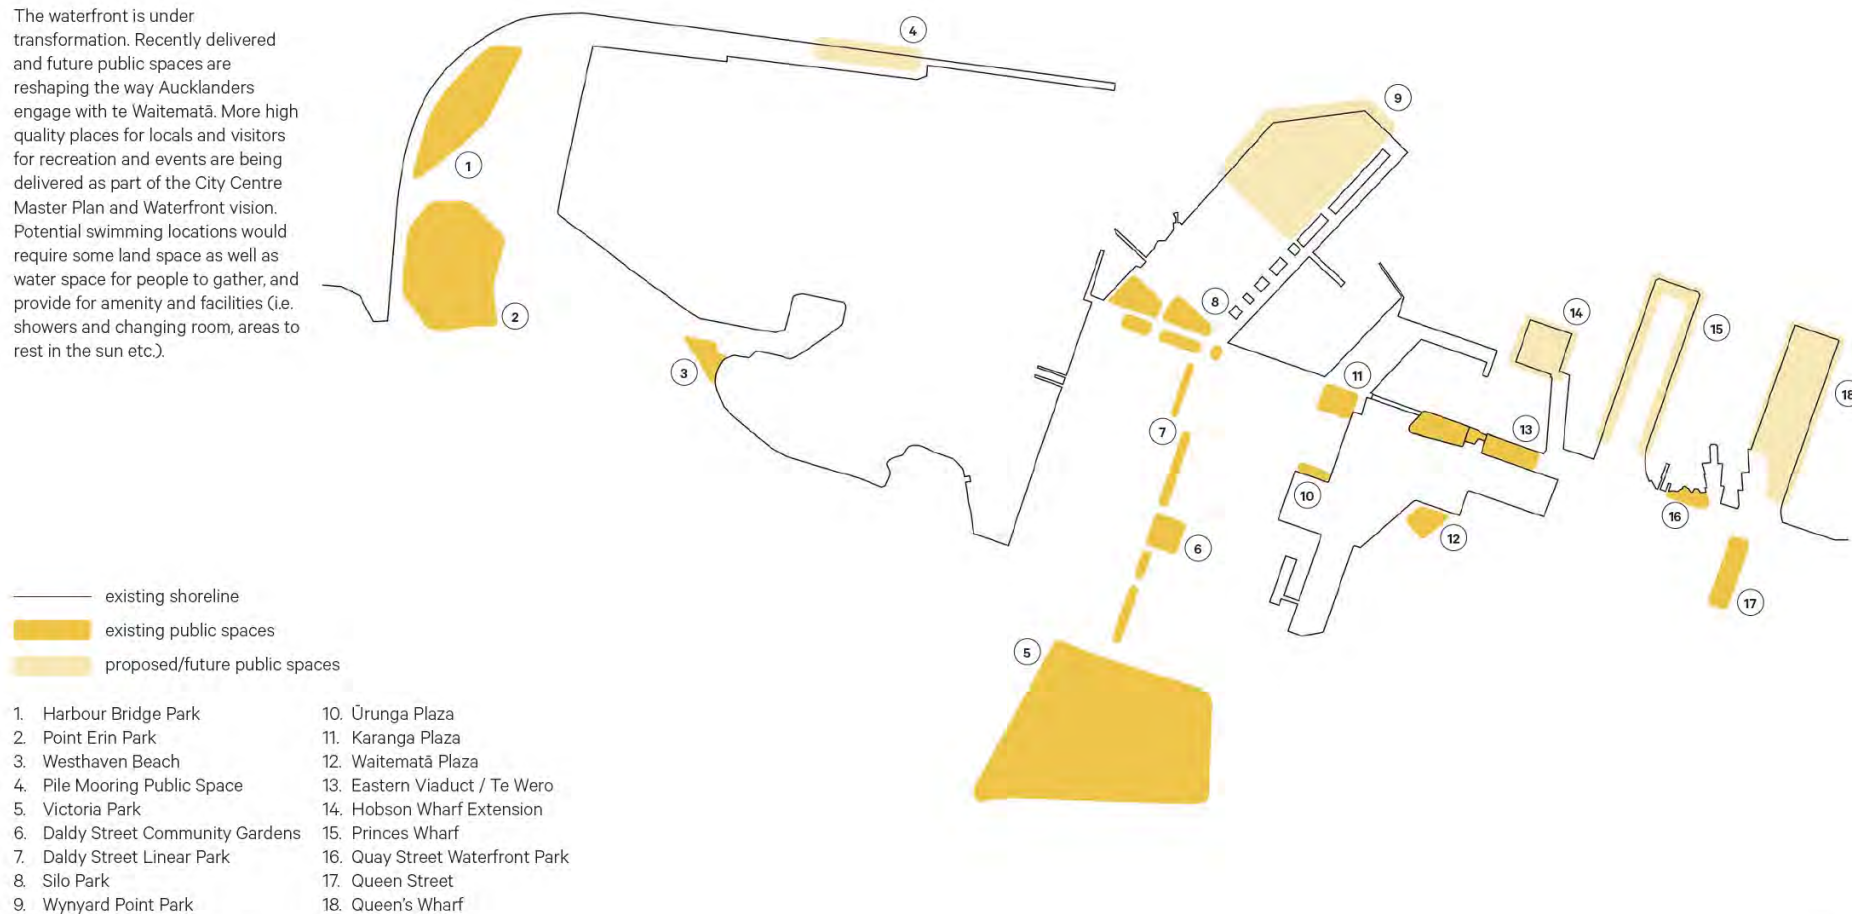 The waterfront is under
transformation. Recently delivered
and future public spaces are
reshaping the way Aucklanders
engage with te Waitematā. More high
quality places for locals and visitors
for recreation and events are being
delivered as part of the City Centre
Master Plan and Waterfront vision.
Potential swimming locations would
require some land space as well as
water space for people to gather, and
provide for amenity and facilities (i.e.
showers and changing room, areas to
rest in the sun etc.).
4
9
1
2
8
14
15
3
11
18
7
13
10
16
12
6
17
5
existing shoreline
existing public spaces
proposed/future public spaces
1. Harbour Bridge Park
2. Point Erin Park
3. Westhaven Beach
4. Pile Mooring Public Space
5. Victoria Park
6. Daldy Street Community Gardens
7. Daldy Street Linear Park
8. Silo Park
9. Wynyard Point Park
10. Ūrunga Plaza
11. Karanga Plaza
12. Waitematā Plaza
13. Eastern Viaduct / Te Wero
14. Hobson Wharf Extension
15. Princes Wharf
16. Quay Street Waterfront Park
17. Queen Street
18. Queen's Wharf